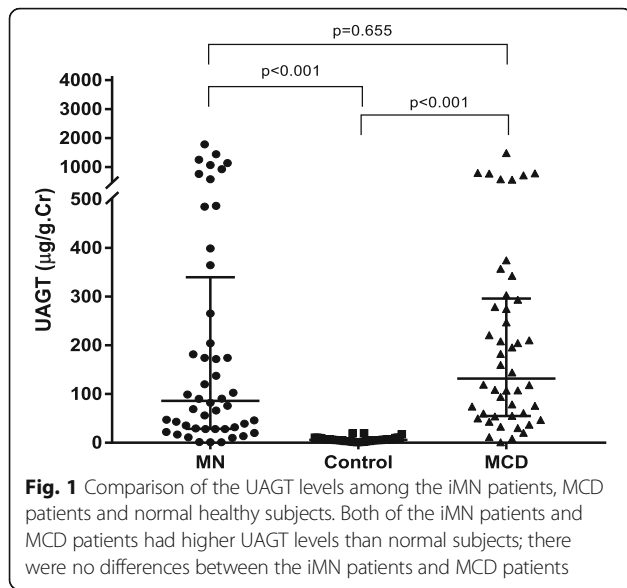 p=0.655
p<0.001
p<0.001
4000
3000
2000
1000
500
400
300
200
100
0
UAGT (μg/g.Cr)
MN Control MCD
Fig. 1 Comparison of the UAGT levels among the iMN patients, MCD
patients and normal healthy subjects. Both of the iMN patients and
MCD patients had higher UAGT levels than normal subjects; there
were no differences between the iMN patients and MCD patients